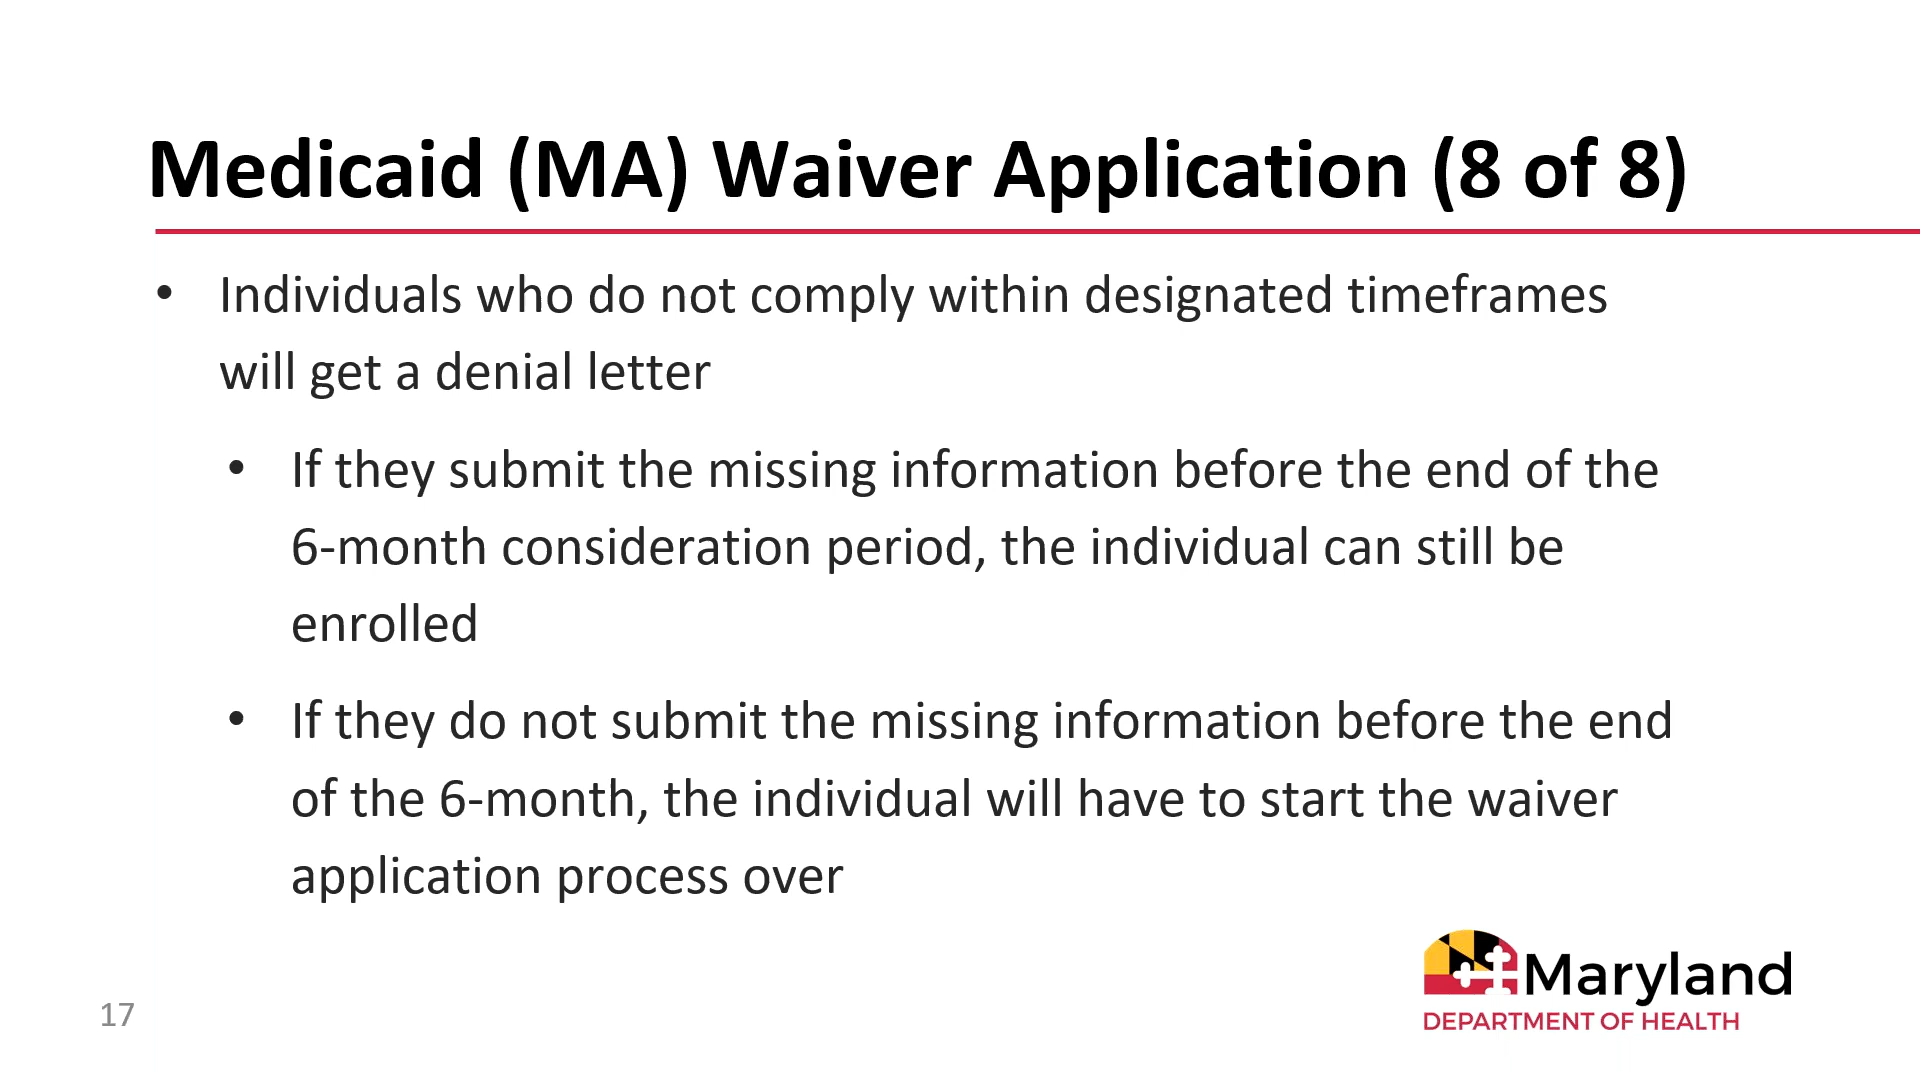 Medicaid (MA) Waiver Application (8 of 8)
• Individuals who do not comply within designated timeframes
will get a denial letter
• If they submit the missing information before the end of the
6-month consideration period, the individual can still be
enrolled
• If they do not submit the missing information before the end
of the 6-month, the individual will have to start the waiver
application process over
Maryland
DEPARTMENT OF HEALTH
17